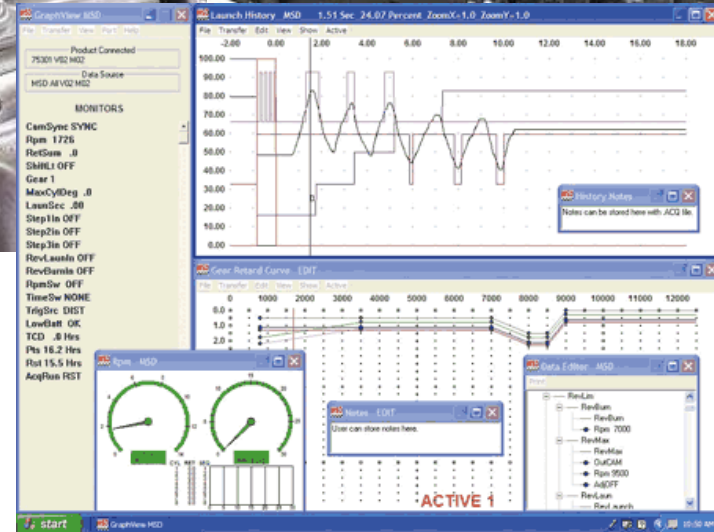 GraphView MSD
File Transfer View Port Help
Product Connected
75301 V02 M02
Data Source
MSD AllV02 M02
MONITORS
CamSync SYNC
Rpm 1726
RetSum .0
ShiftLt OFF
Gear 1
MaxCylDeg .0
LaunSec .00
Step1In OFF
Step2in OFF
Step3in OFF
RevLaunIn OFF
RevBurnIn OFF
RpmSw OFF
TimeSw NONE
TrigSrc DIST
LowBatt OK
TCD .0 Hrs
Pts 16.2 Hrs
Rst 15.5 Hrs
AcqRun RST
Launch History MSD 1.51 Sec 24.07 Percent ZoomX=1.0 ZoomY=1.0
File Transfer Edit View Show Active
-2.00 .00 2.00 4.00 6.00 8.00 10.00 12.00 14.00 16.00 18.00
100.00
90.00
80.00
70.00
60.00
50.00
40.00
30.00
20.00
10.00
0.00
History Notes
Notes can be stored here with .ACQ file.
Gear Retard Curve EDIT
File Transfer Edit View Show Active
0 1000 2000 3000 4000 5000 6000 7000 8000 9000 10000 12000
0.0
1.0
2.0
Rpm MSD
CYL RET DEG
Notes EDIT
User can store notes here.
ACTIVE 1
Data Editor MSD
Print
RevLim
RevBurn
RevBurn
Rpm 7000
RevMax
RevMax
OutCAM
Rpm 9500
AdjOFF
RevLaun
RevLaunch
start
GraphView MSD
10:50 AM